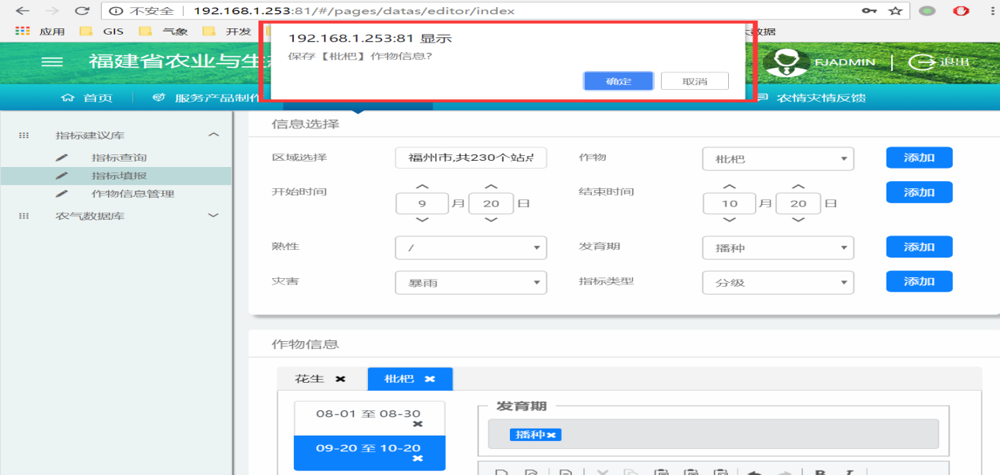 不安全 192.168.1.253:81/#/pages/datas/editor/index
应用 GIS 气象 开发 数据
192.168.1.253:81 显示
保存【枇杷】作物信息?
确定 取消
福建省农业与生 FJADMIN 退出
首页 服务产品制作 农情灾情反馈
指标建议库
指标查询
指标填报
作物信息管理
农气数据库
信息选择
区域选择 福州市,共230个站点 作物 枇杷 添加
开始时间 9 月 20 日 结束时间 10 月 20 日 添加
熟性 / 发育期 播种 添加
灾害 暴雨 指标类型 分级 添加
作物信息
花生 枇杷
08-01 至 08-30
09-20 至 10-20
发育期
播种